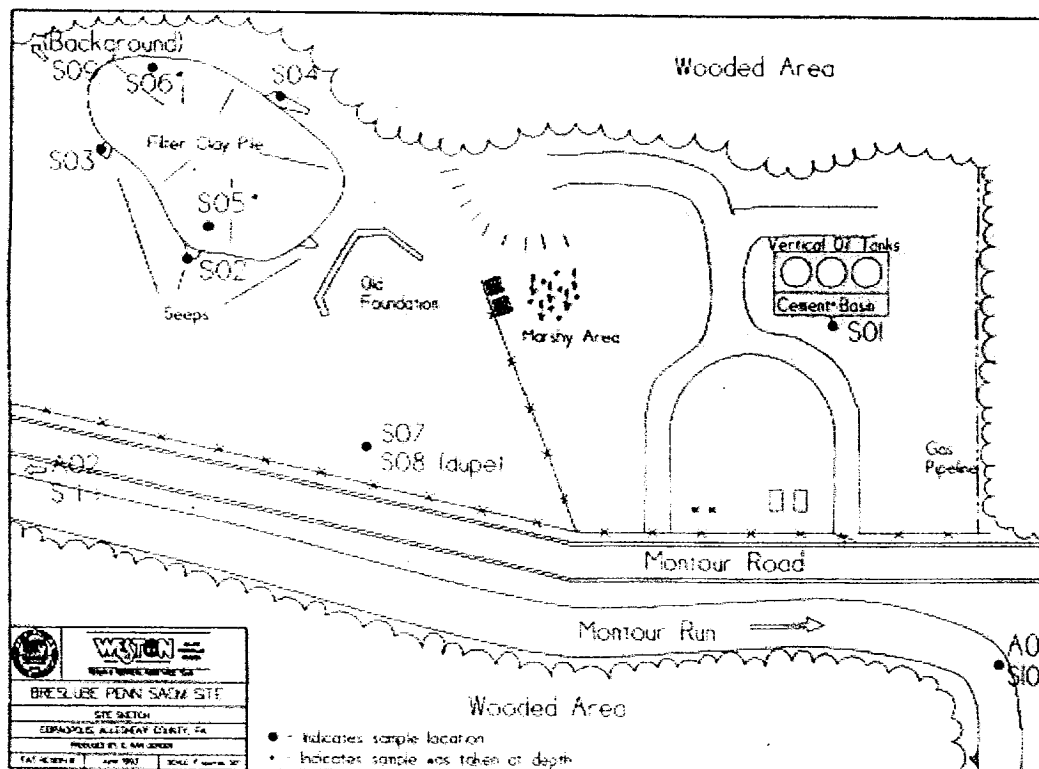 (Background)
S09
S06*
S04
Wooded Area
Filter Clay Pile
S03
S05*
S02
Seeps
Old
Foundation
Vertical Oil Tanks
Cement Basin
S01
Marshy Area
S07
S08 (dupe)
A02
Gas
Pipeline
Montour Road
Montour Run
A0
S10
Wooded Area
WESTON
BRESLUBE PENN SACM SITE
SITE SKETCH
CORAOPOLIS, ALLEGHENY COUNTY, PA
● - Indicates sample location
* - Indicates sample was taken at depth